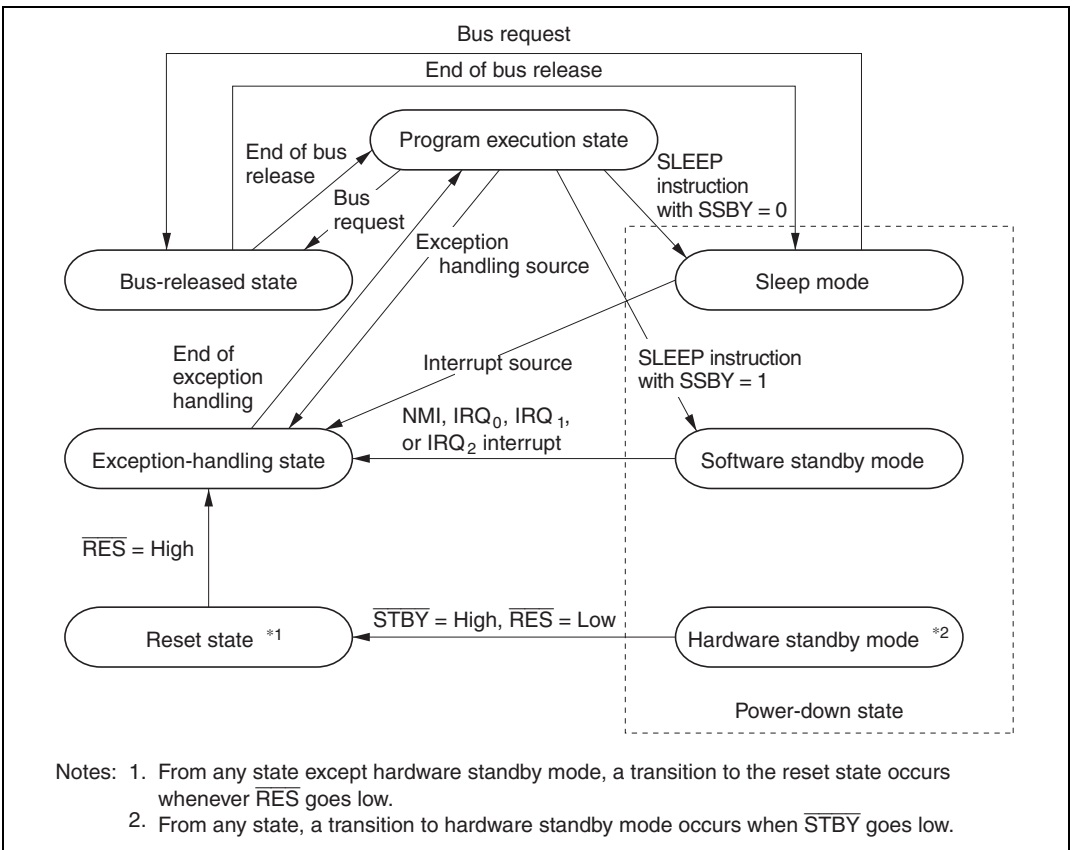 Bus request
End of bus release
Program execution state
End of bus
release
SLEEP
instruction
with SSBY = 0
Bus
request
Exception
handling source
Bus-released state
Sleep mode
End of
exception
handling
Interrupt source
SLEEP instruction
with SSBY = 1
NMI, IRQ₀, IRQ₁,
or IRQ₂ interrupt
Exception-handling state
Software standby mode
R̅E̅S̅ = High
S̅T̅B̅Y̅ = High, R̅E̅S̅ = Low
Reset state *1
Hardware standby mode *2
Power-down state
Notes: 1. From any state except hardware standby mode, a transition to the reset state occurs
whenever R̅E̅S̅ goes low.
2. From any state, a transition to hardware standby mode occurs when S̅T̅B̅Y̅ goes low.